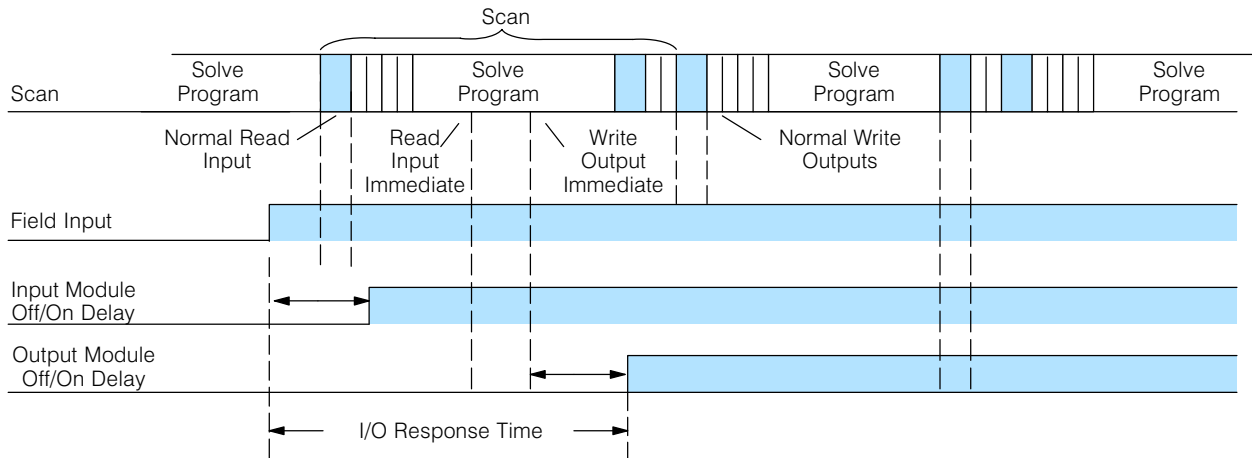 Scan
Solve
Program
Solve
Program
Solve
Program
Solve
Program
Scan
Normal Read
Input
Read
Input
Immediate
Write
Output
Immediate
Normal Write
Outputs
Field Input
Input Module
Off/On Delay
Output Module
Off/On Delay
I/O Response Time